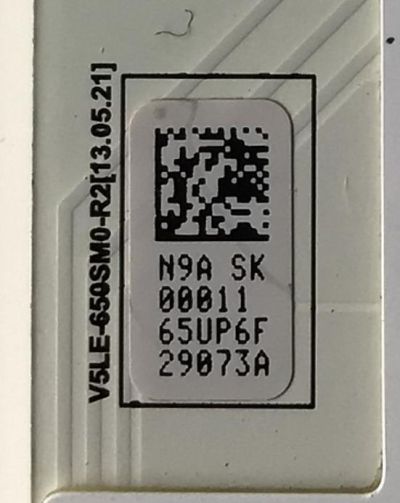 V5LE-650SM0-R2[13.05.21]
N9A SK
00011
65UP6F
29073A